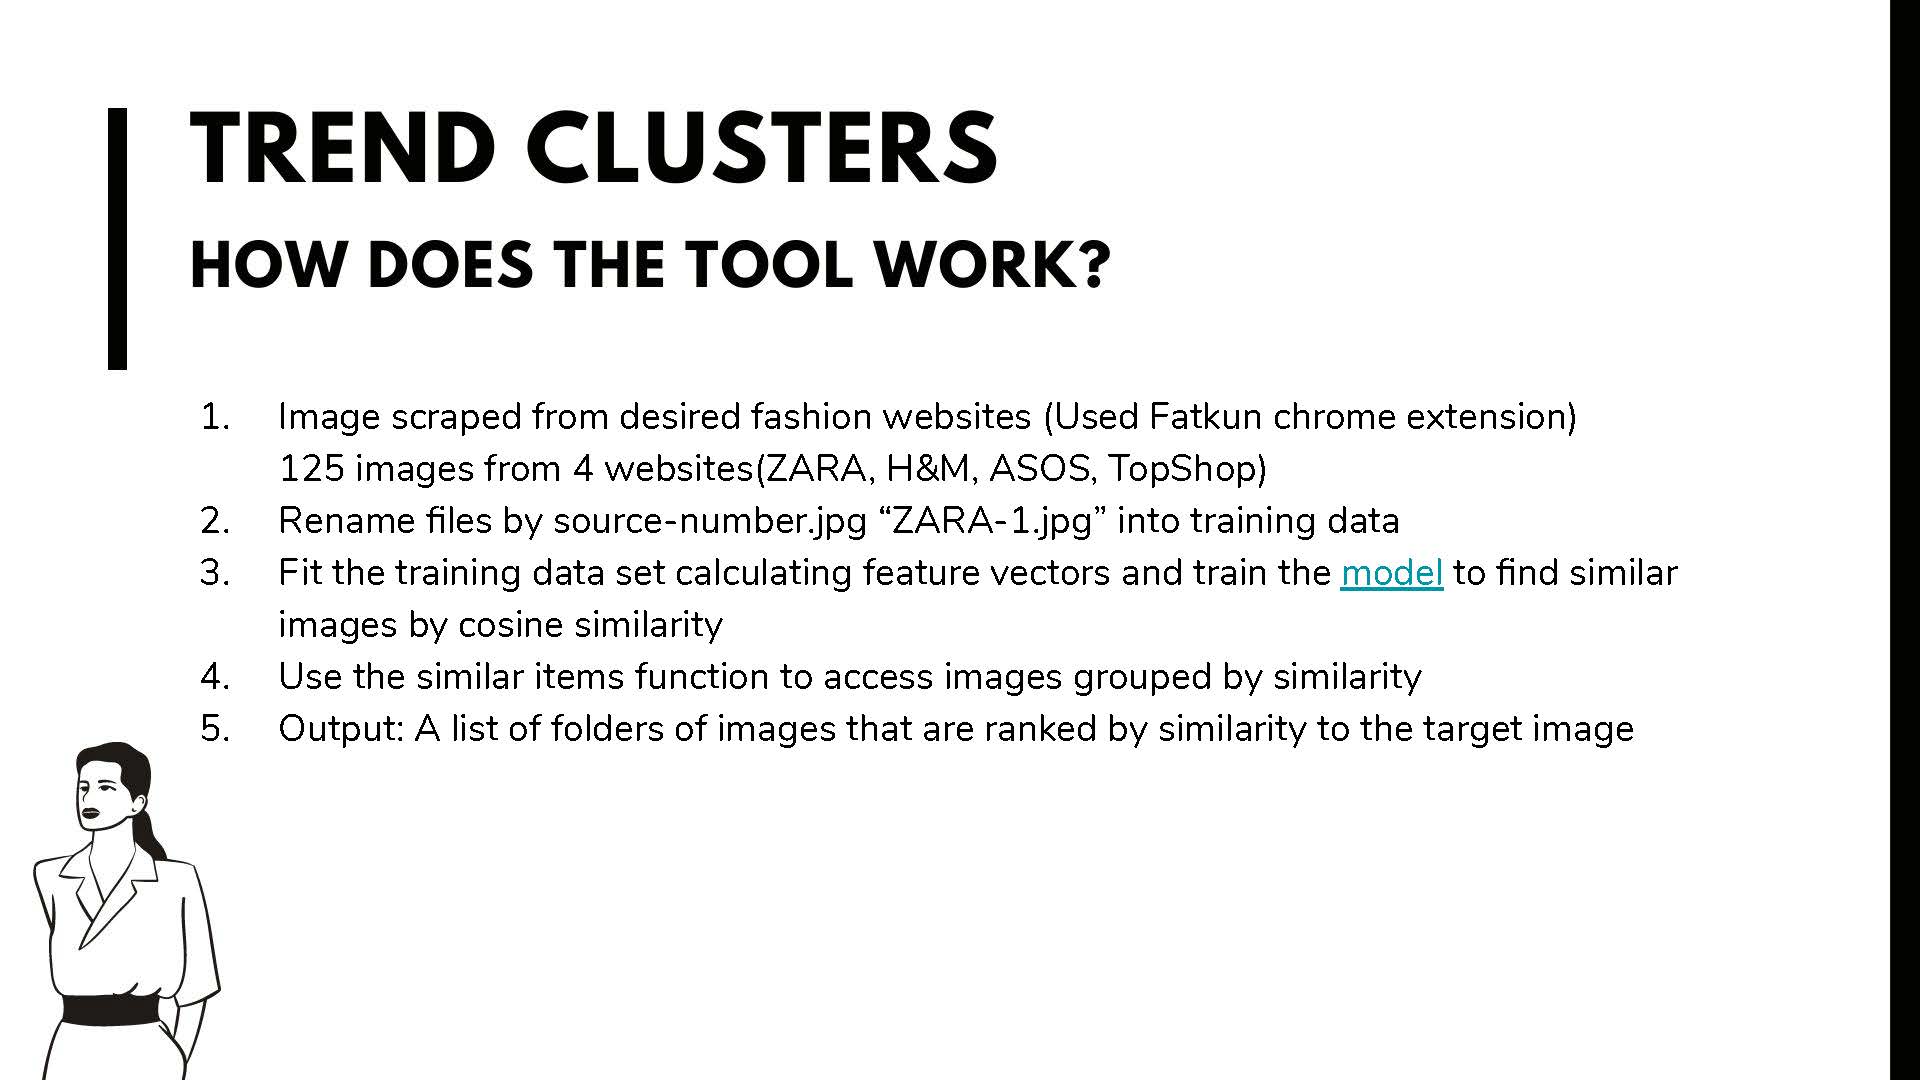 TREND CLUSTERS
HOW DOES THE TOOL WORK?
1. Image scraped from desired fashion websites (Used Fatkun chrome extension)
125 images from 4 websites(ZARA, H&M, ASOS, TopShop)
2. Rename files by source-number.jpg “ZARA-1.jpg” into training data
3. Fit the training data set calculating feature vectors and train the model to find similar
images by cosine similarity
4. Use the similar items function to access images grouped by similarity
5. Output: A list of folders of images that are ranked by similarity to the target image